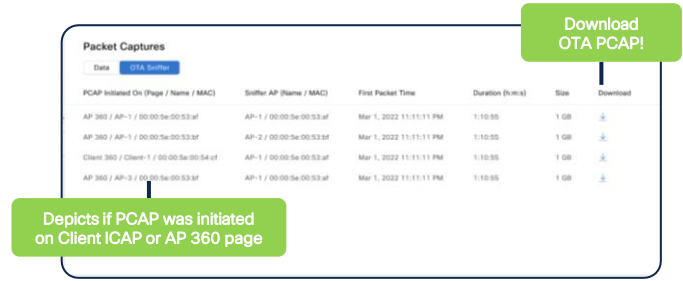 Download
OTA PCAP!
Packet Captures
Data OTA Sniffer
PCAP Initiated On (Page / Name / MAC) Sniffer AP (Name / MAC) First Packet Time Duration (h:m:s) Size Download
AP 360 / AP-1 / 00:00:5e:00:53:af AP-1 / 00:00:5e:00:53:af Mar 1, 2022 11:11:11 PM 1:10:55 1 GB
AP 360 / AP-1 / 00:00:5e:00:53:bf AP-2 / 00:00:5e:00:53:bf Mar 1, 2022 11:11:11 PM 1:10:55 1 GB
Client 360 / Client-1 / 00:00:5e:00:54:cf AP-1 / 00:00:5e:00:53:af Mar 1, 2022 11:11:11 PM 1:10:55 1 GB
AP 360 / AP-3 / 00:00:5e:00:53:bf AP-1 / 00:00:5e:00:53:af Mar 1, 2022 11:11:11 PM 1:10:55 1 GB
Depicts if PCAP was initiated
on Client ICAP or AP 360 page